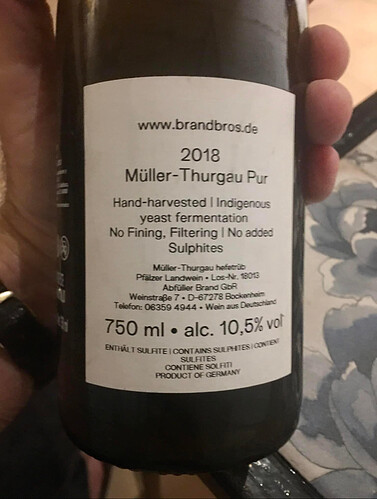 www.brandbros.de
2018
Müller-Thurgau Pur
Hand-harvested | Indigenous
yeast fermentation
No Fining, Filtering | No added
Sulphites
Müller-Thurgau hefetrüb
Pfälzer Landwein • Los-Nr. 18013
Abfüller Brand GbR
Weinstraße 7 • D-67278 Bockenheim
Telefon: 06359 4944 • Wein aus Deutschland
750 ml • alc. 10,5% vol
ENTHÄLT SULFITE | CONTAINS SULPHITES | CONTIENT
SULFITES
CONTIENE SOLFITI
PRODUCT OF GERMANY